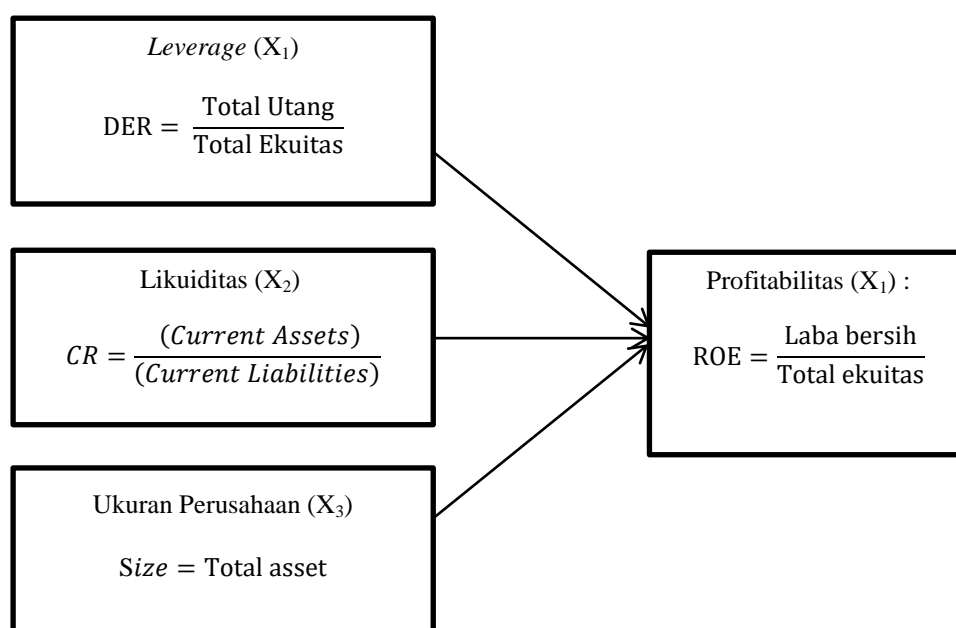 Leverage (X₁)
DER = Total Utang / Total Ekuitas
Likuiditas (X₂)
CR = (Current Assets) / (Current Liabilities)
Ukuran Perusahaan (X₃)
Size = Total asset
Profitabilitas (X₁) :
ROE = Laba bersih / Total ekuitas